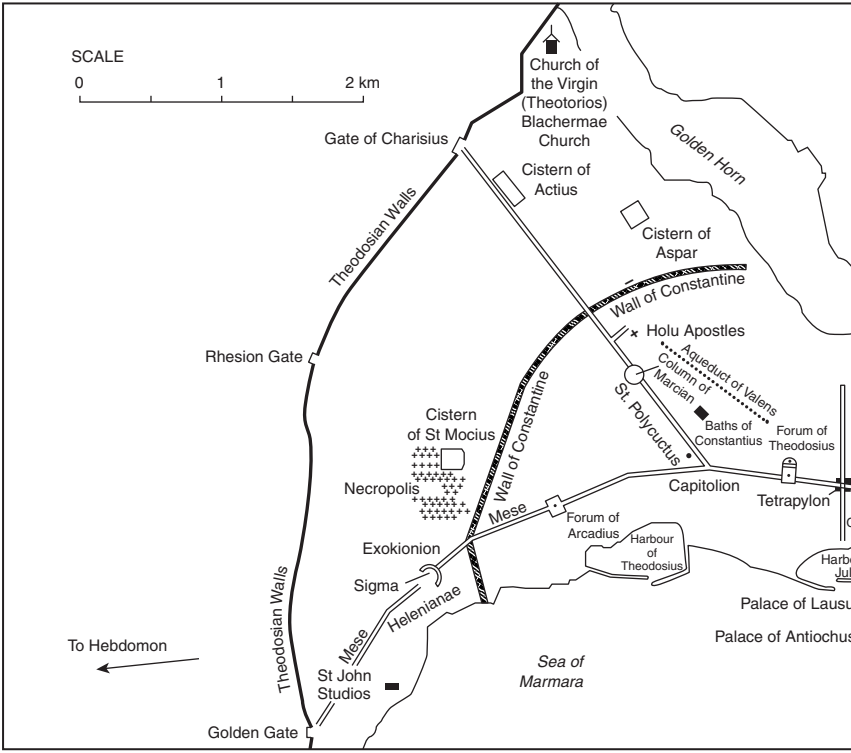 SCALE
0 1 2 km
Church of
the Virgin
(Theotorios)
Blachermae
Church
Gate of Charisius
Golden Horn
Cistern of
Actius
Theodosian Walls
Cistern of
Aspar
Wall of Constantine
Holu Apostles
Rhesion Gate
Aqueduct of Valens
Column of
Marcian
St. Polycuctus
Baths of
Constantius
Forum of
Theodosius
Cistern
of St Mocius
Wall of Constantine
Necropolis
Capitolion
Tetrapylon
Mese
Forum of
Arcadius
Exokionion
Harbour
of
Theodosius
Harbo
Jul
Sigma
Helenianae
Palace of Lausu
Theodosian Walls
Mese
To Hebdomon
Palace of Antiochus
Sea of
Marmara
St John
Studios
Golden Gate